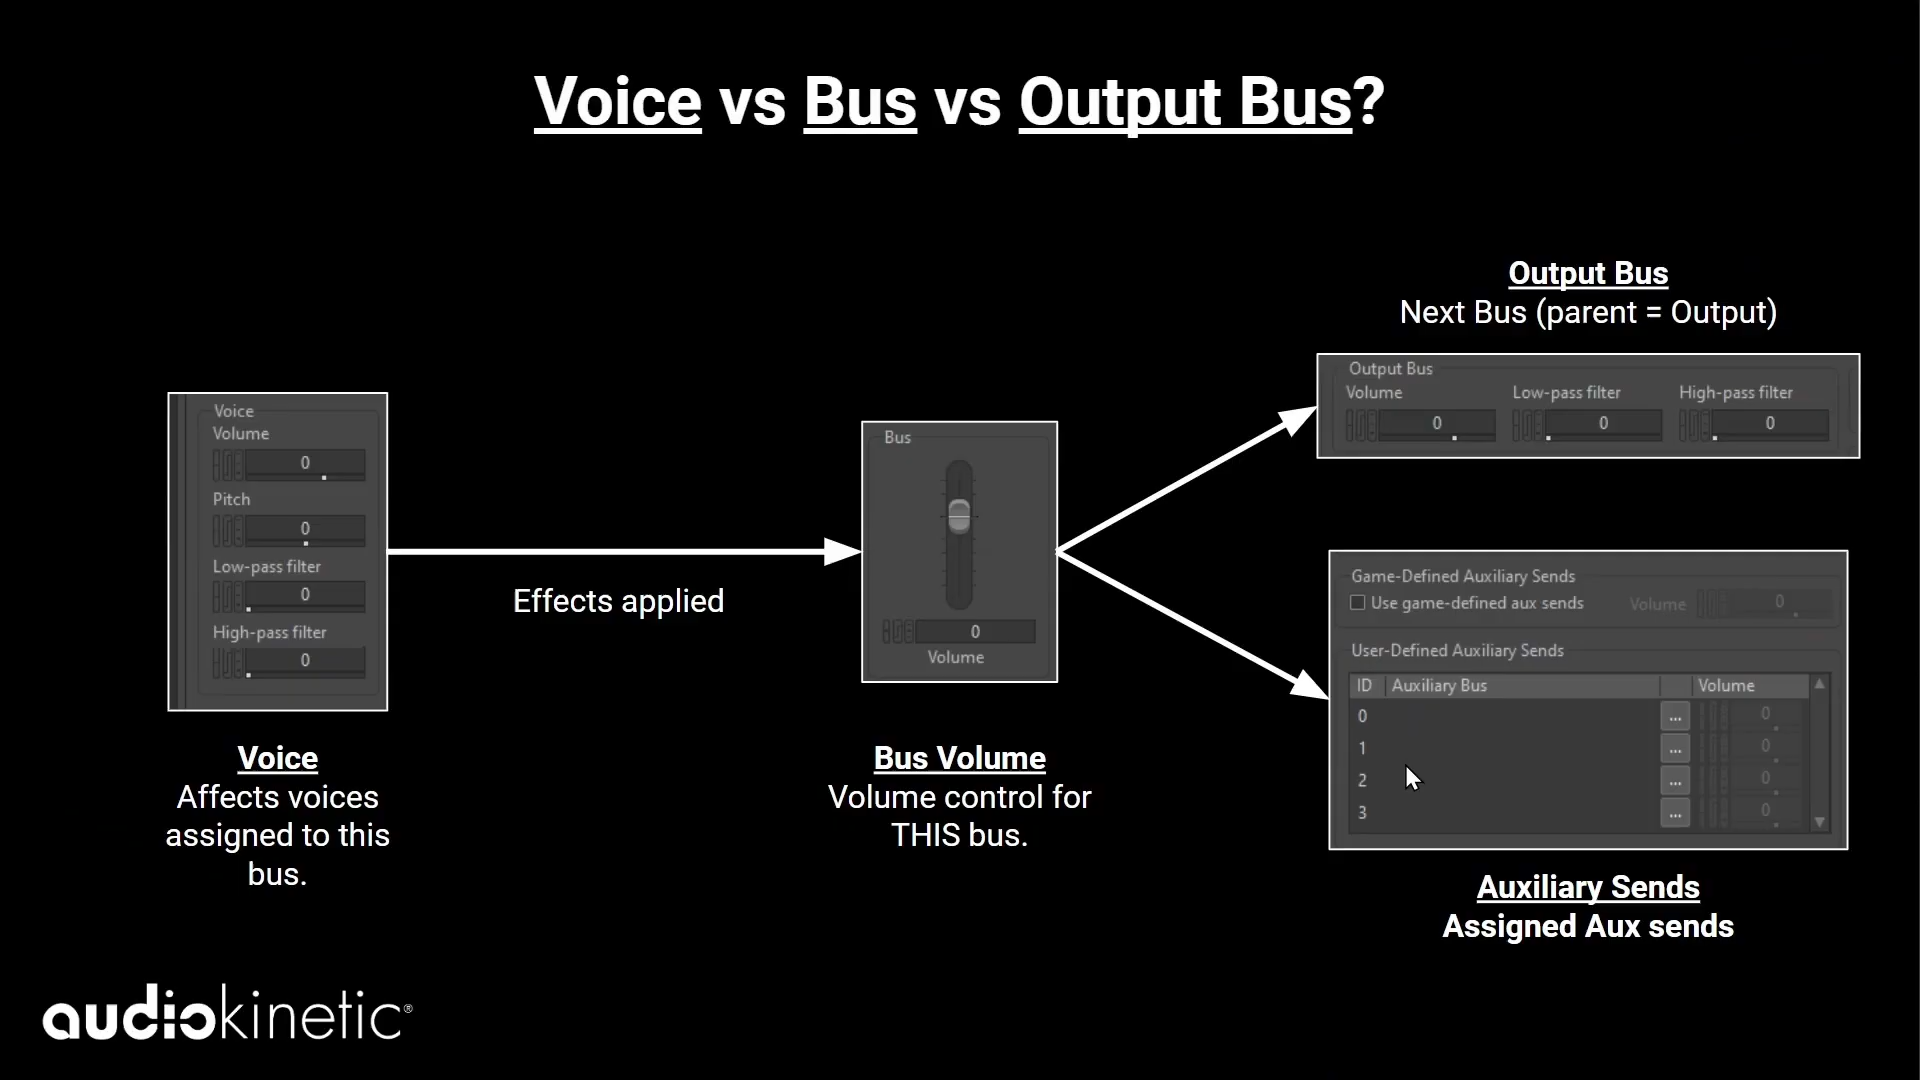 Voice vs Bus vs Output Bus?
Output Bus
Next Bus (parent = Output)
Output Bus
Volume
Low-pass filter
High-pass filter
0
0
0
Voice
Volume
0
Pitch
0
Low-pass filter
0
High-pass filter
0
Effects applied
Bus
0
Volume
Game-Defined Auxiliary Sends
Use game-defined aux sends
Volume
0
User-Defined Auxiliary Sends
ID Auxiliary Bus Volume
0 ... 0
1 ... 0
2 ... 0
3 ... 0
Voice
Affects voices
assigned to this
bus.
Bus Volume
Volume control for
THIS bus.
Auxiliary Sends
Assigned Aux sends
audiokinetic®